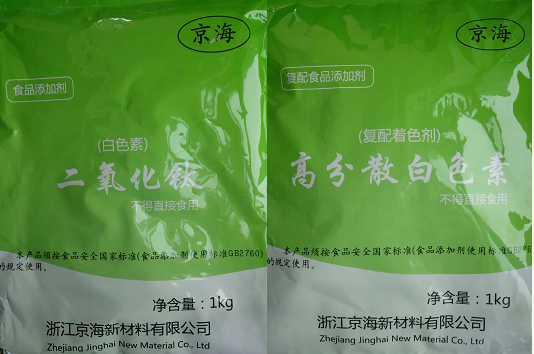 京海
食品添加剂
(白色素)
二氧化钛
不得直接食用
本产品须按食品安全国家标准(食品添加剂使用标准GB2760)
的规定使用。
净含量：1kg
浙江京海新材料有限公司
Zhejiang Jinghai New Material Co., Ltd
京海
复配食品添加剂
(复配着色剂)
高分散白色素
不得直接食用
本产品须按食品安全国家标准(食品添加剂使用标准GB276
的规定使用。
净含量：1kg
浙江京海新材料有限公司
Zhejiang Jinghai New Material Co., Ltd